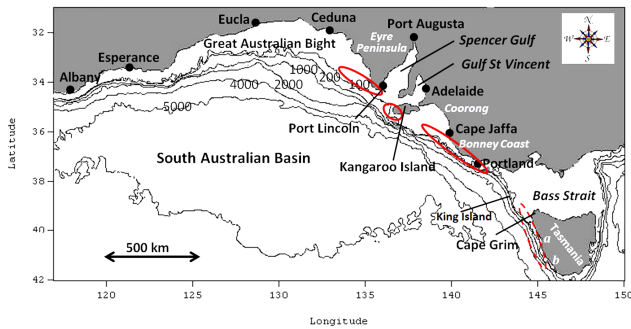 Eucla
Ceduna
Port Augusta
N
W E
S
32
Eyre
Peninsula
Spencer Gulf
Great Australian Bight
Esperance
Gulf St Vincent
1000
200
100
34
Albany
4000
2000
Adelaide
5000
Coorong
Port Lincoln
Cape Jaffa
36
Bonney Coast
South Australian Basin
Kangaroo Island
Portland
Latitude
38
Bass Strait
King Island
500 km
Cape Grim
Tasmania
a
b
40
42
120
125
130
135
140
145
150
Longitude